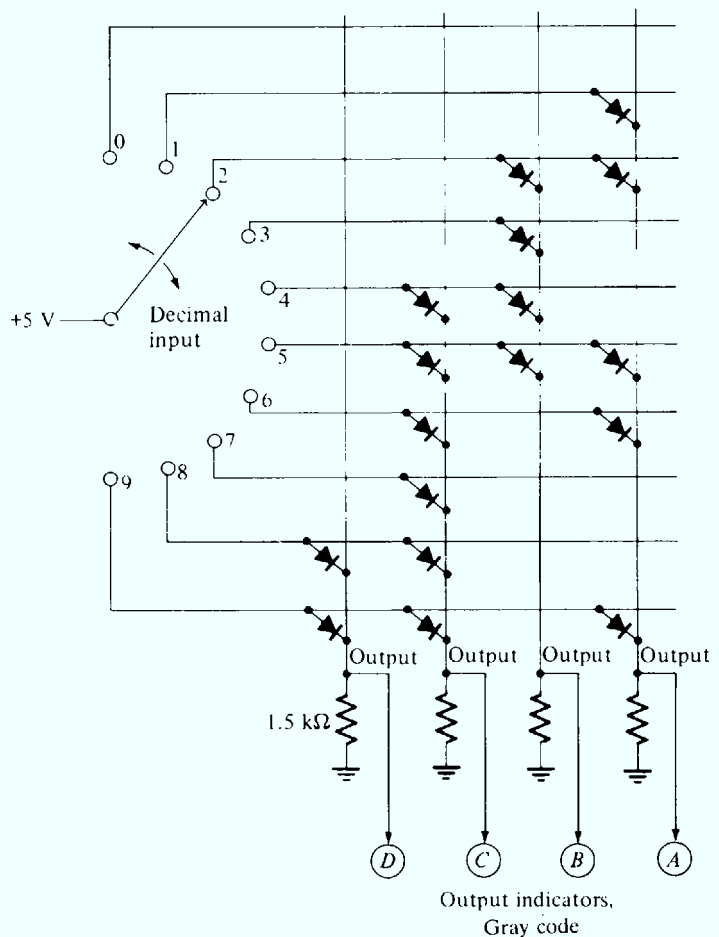 0
1
2
3
4
5
6
7
8
9
+5 V
Decimal
input
Output
Output
Output
Output
1.5 kΩ
D
C
B
A
Output indicators,
Gray code